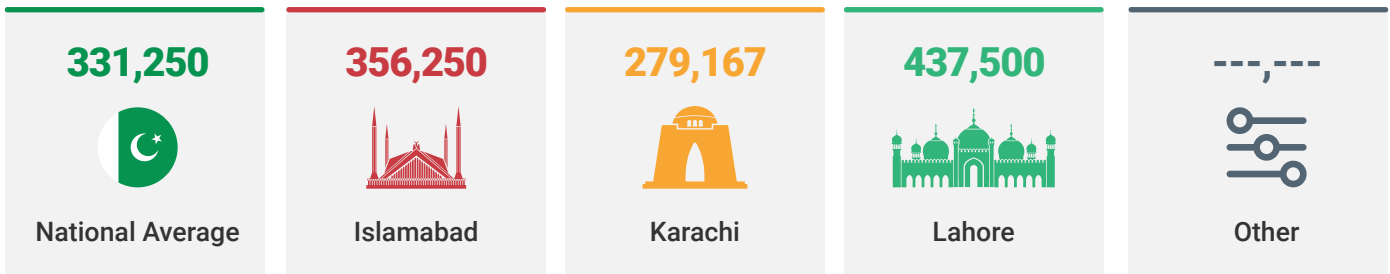 331,250
National Average
356,250
Islamabad
279,167
Karachi
437,500
Lahore
---,---
Other